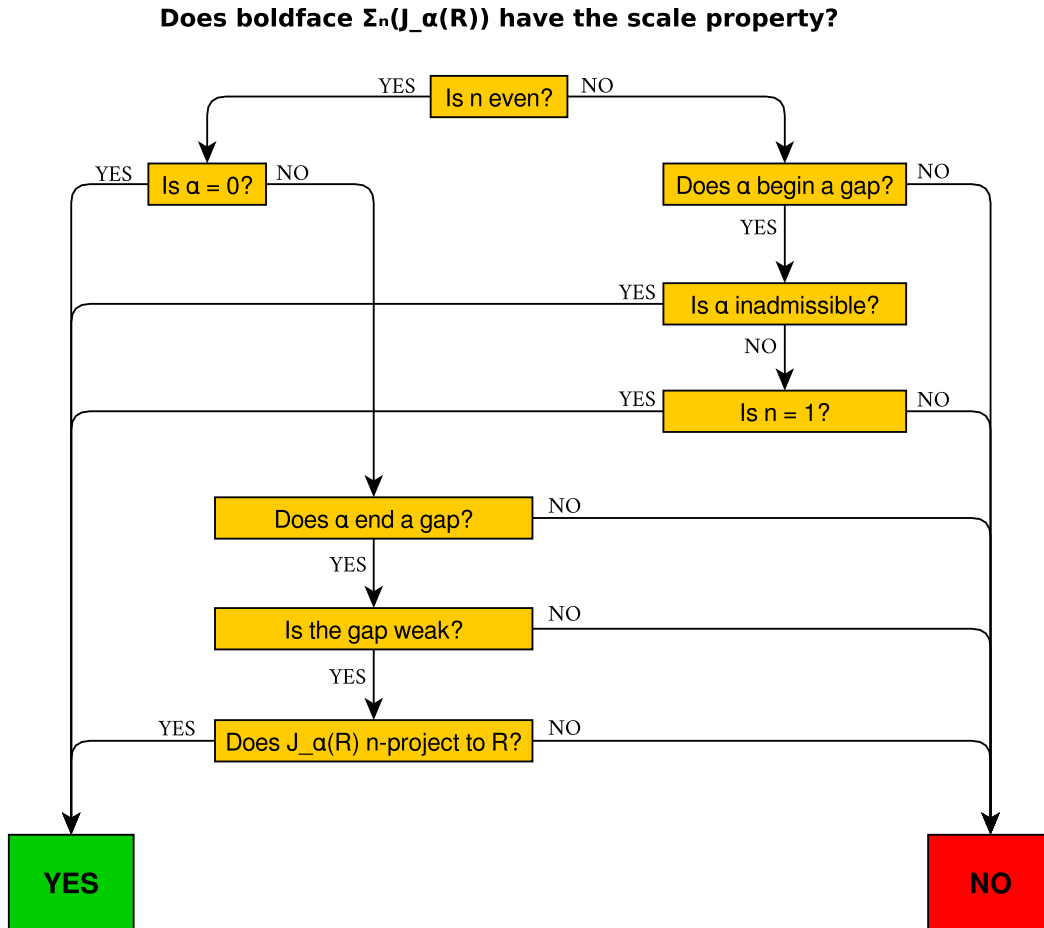 Does boldface Σₙ(J_α(R)) have the scale property?
YES
Is n even?
NO
YES
Is α = 0?
NO
Does α begin a gap?
NO
YES
YES
Is α inadmissible?
NO
YES
Is n = 1?
NO
Does α end a gap?
NO
YES
Is the gap weak?
NO
YES
YES
Does J_α(R) n-project to R?
NO
YES
NO